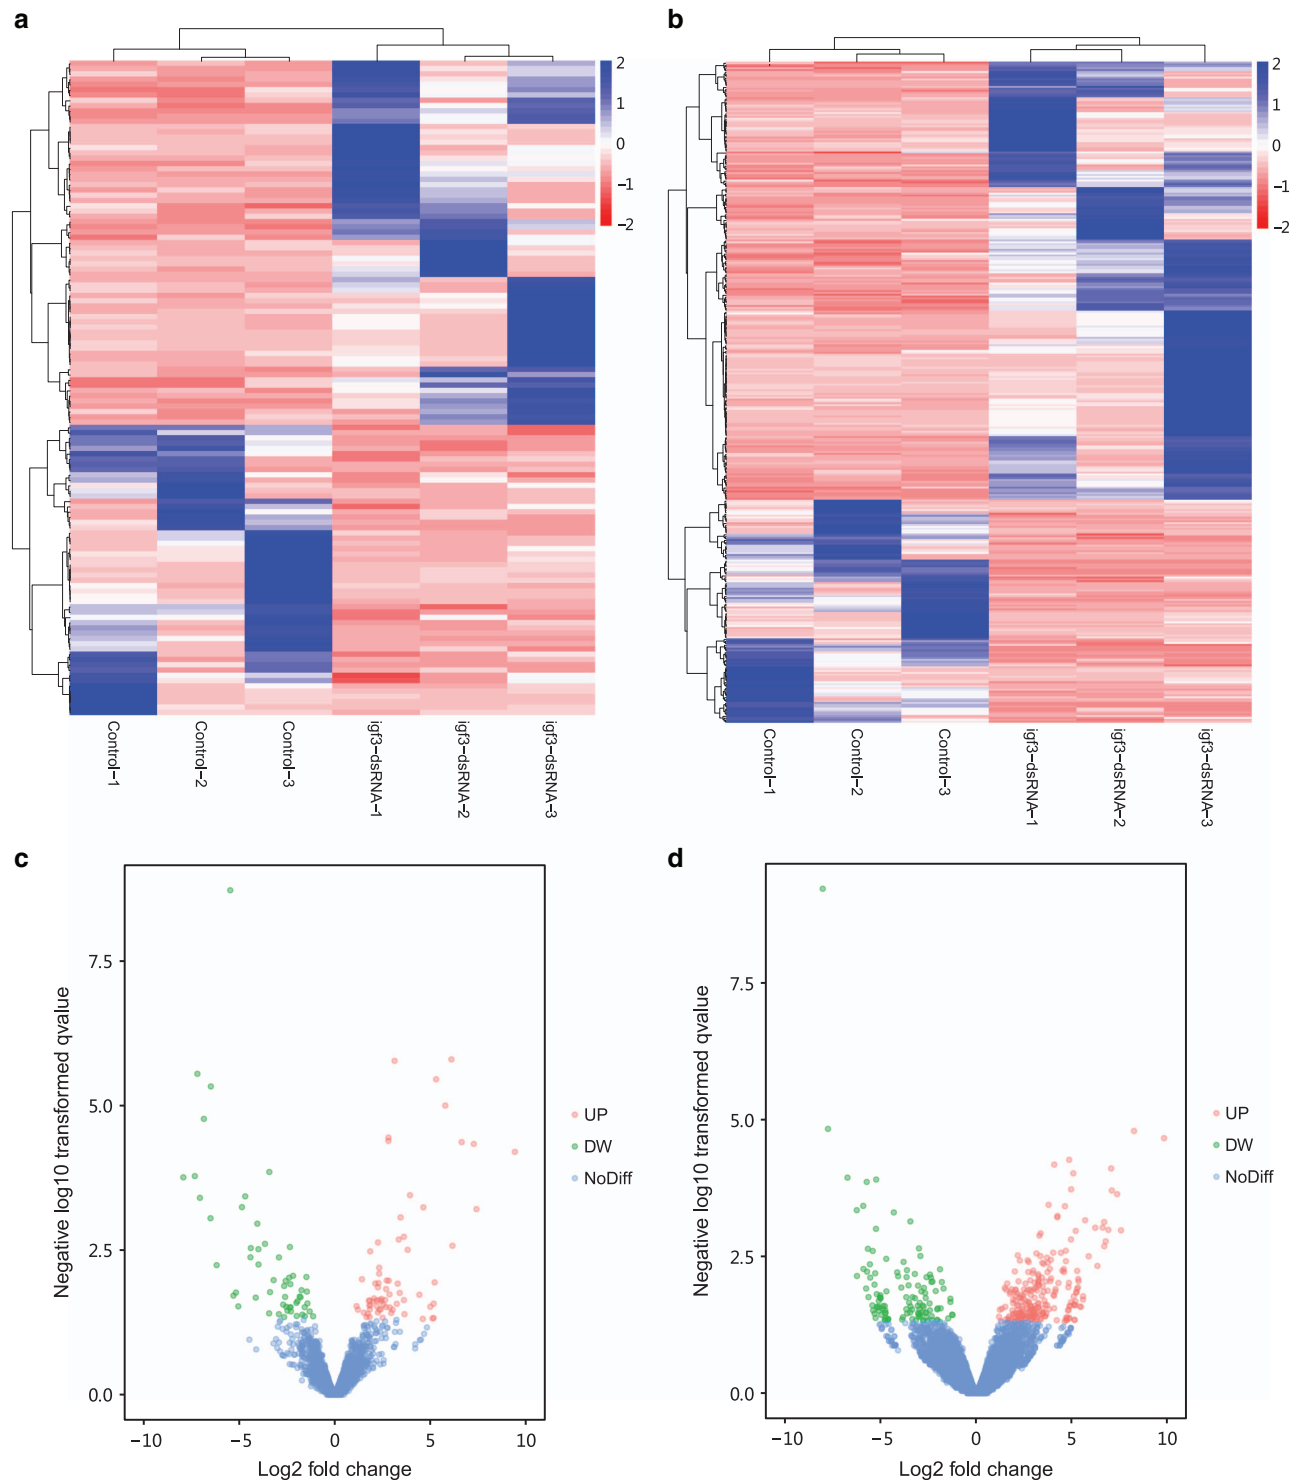 a
b
2
1
0
−1
−2
2
1
0
−1
−2
Control−1
Control−2
Control−3
igf3−dsRNA−1
igf3−dsRNA−2
igf3−dsRNA−3
Control−1
Control−2
Control−3
igf3−dsRNA−1
igf3−dsRNA−2
igf3−dsRNA−3
c
Negative log10 transformed qvalue
7.5
5.0
2.5
0.0
−10
−5
0
5
10
Log2 fold change
UP
DW
NoDiff
d
Negative log10 transformed qvalue
7.5
5.0
2.5
0.0
−10
−5
0
5
10
Log2 fold change
UP
DW
NoDiff